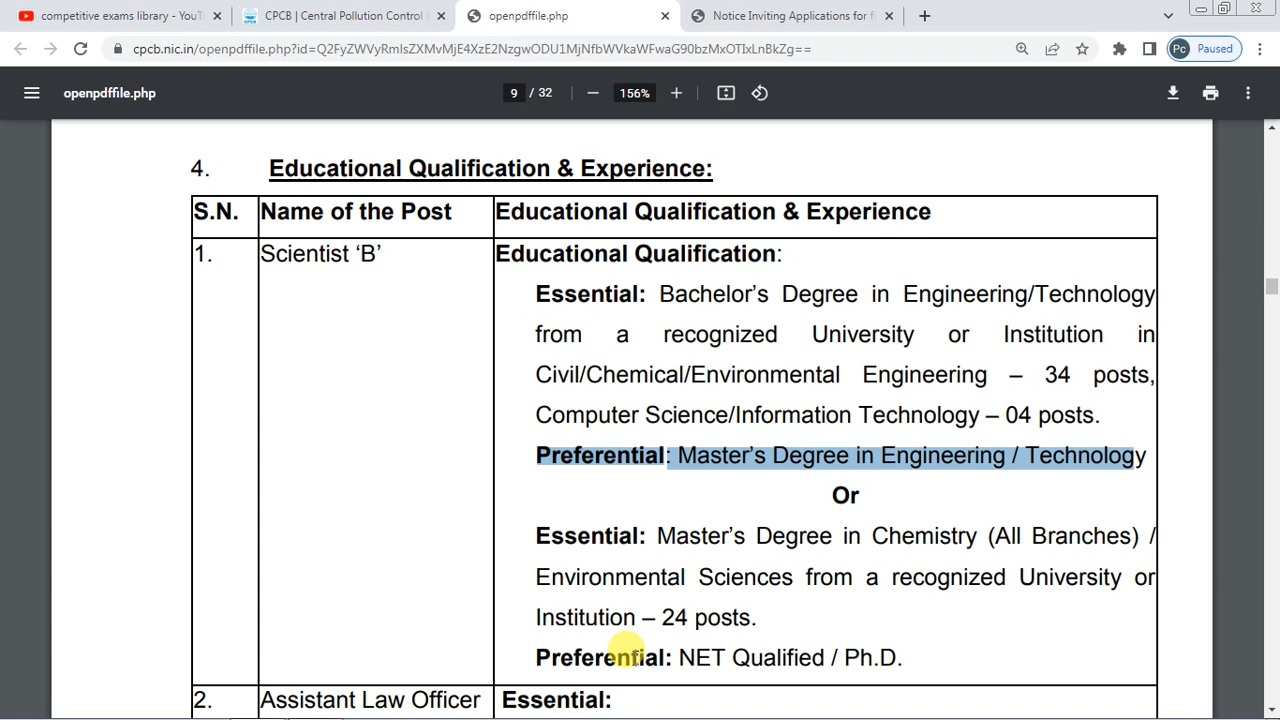 competitive exams library - YouT
CPCB | Central Pollution Control
openpdffile.php
Notice Inviting Applications for fi
cpcb.nic.in/openpdffile.php?id=Q2FyZWVyRmlsZXMvMjE4XzE2NzgwODU1MjNfbWVkaWFwaG90bzMxOTIxLnBkZg==
Pc Paused
openpdffile.php
9 / 32
156%
4. Educational Qualification & Experience:
S.N. Name of the Post Educational Qualification & Experience
1. Scientist ‘B’ Educational Qualification:
Essential: Bachelor’s Degree in Engineering/Technology
from a recognized University or Institution in
Civil/Chemical/Environmental Engineering – 34 posts,
Computer Science/Information Technology – 04 posts.
Preferential: Master’s Degree in Engineering / Technology
Or
Essential: Master’s Degree in Chemistry (All Branches) /
Environmental Sciences from a recognized University or
Institution – 24 posts.
Preferential: NET Qualified / Ph.D.
2. Assistant Law Officer Essential: